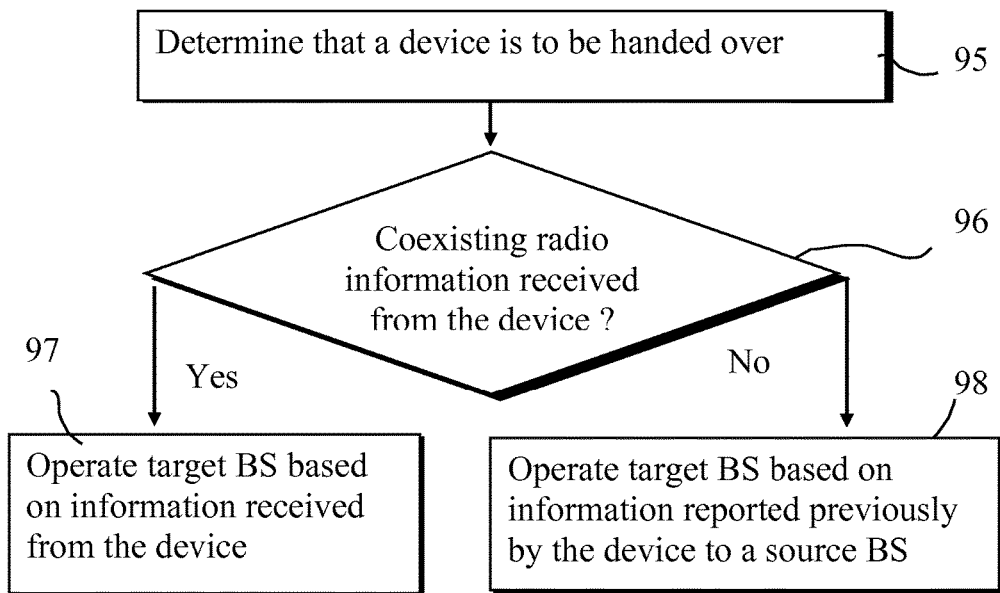 Determine that a device is to be handed over
95
Coexisting radio
information received
from the device ?
96
97
Yes
No
98
Operate target BS based
on information received
from the device
Operate target BS based on
information reported previously
by the device to a source BS